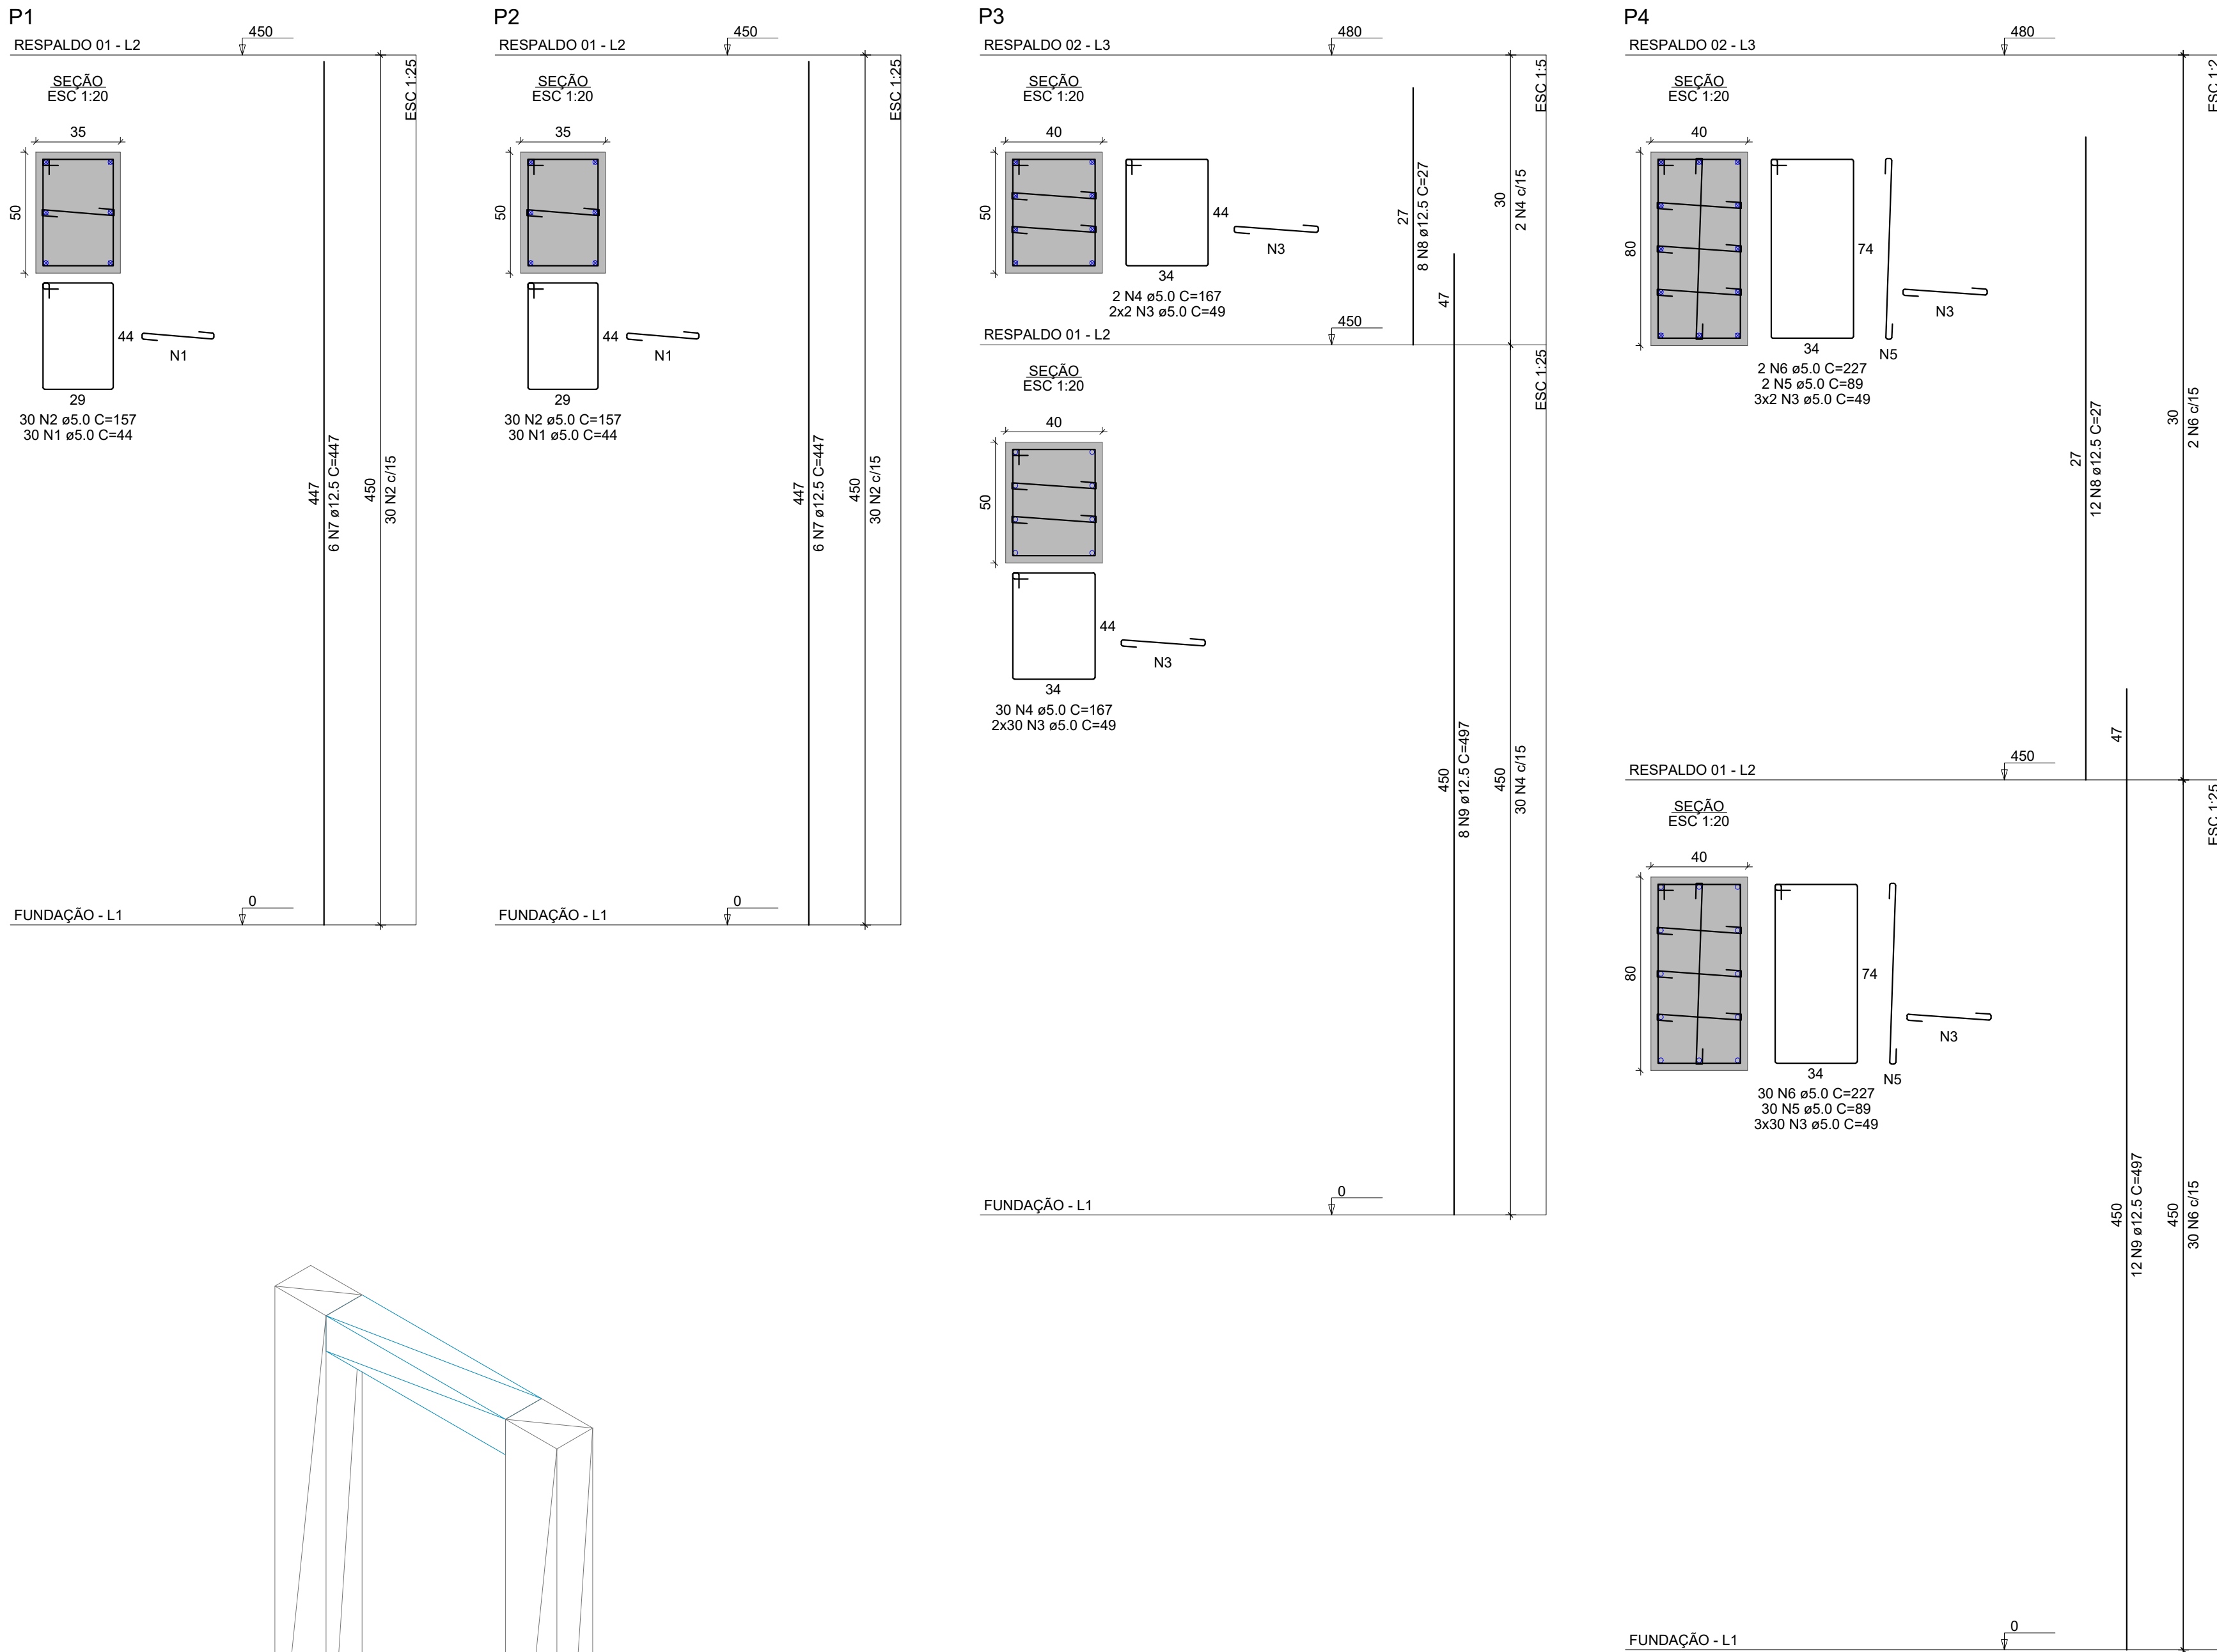 P1
450
RESPALDO 01 - L2
ESC 1:25
SEÇÃO
ESC 1:20
35
50
44
N1
29
30 N2 ø5.0 C=157
30 N1 ø5.0 C=44
447
6 N7 ø12.5 C=447
450
30 N2 c/15
0
FUNDAÇÃO - L1
P2
450
RESPALDO 01 - L2
ESC 1:25
SEÇÃO
ESC 1:20
35
50
44
N1
29
30 N2 ø5.0 C=157
30 N1 ø5.0 C=44
447
6 N7 ø12.5 C=447
450
30 N2 c/15
0
FUNDAÇÃO - L1
P3
480
RESPALDO 02 - L3
ESC 1:5
SEÇÃO
ESC 1:20
40
50
44
N3
34
2 N4 ø5.0 C=167
2x2 N3 ø5.0 C=49
27
8 N8 ø12.5 C=27
30
2 N4 c/15
47
450
RESPALDO 01 - L2
ESC 1:25
SEÇÃO
ESC 1:20
40
50
44
N3
34
30 N4 ø5.0 C=167
2x30 N3 ø5.0 C=49
450
8 N9 ø12.5 C=497
450
30 N4 c/15
0
FUNDAÇÃO - L1
P4
480
RESPALDO 02 - L3
SEÇÃO
ESC 1:20
40
80
74
N3
34
N5
2 N6 ø5.0 C=227
2 N5 ø5.0 C=89
3x2 N3 ø5.0 C=49
27
12 N8 ø12.5 C=27
30
2 N6 c/15
47
450
RESPALDO 01 - L2
ESC 1:25
SEÇÃO
ESC 1:20
40
80
74
N3
34
N5
30 N6 ø5.0 C=227
30 N5 ø5.0 C=89
3x30 N3 ø5.0 C=49
450
12 N9 ø12.5 C=497
450
30 N6 c/15
0
FUNDAÇÃO - L1